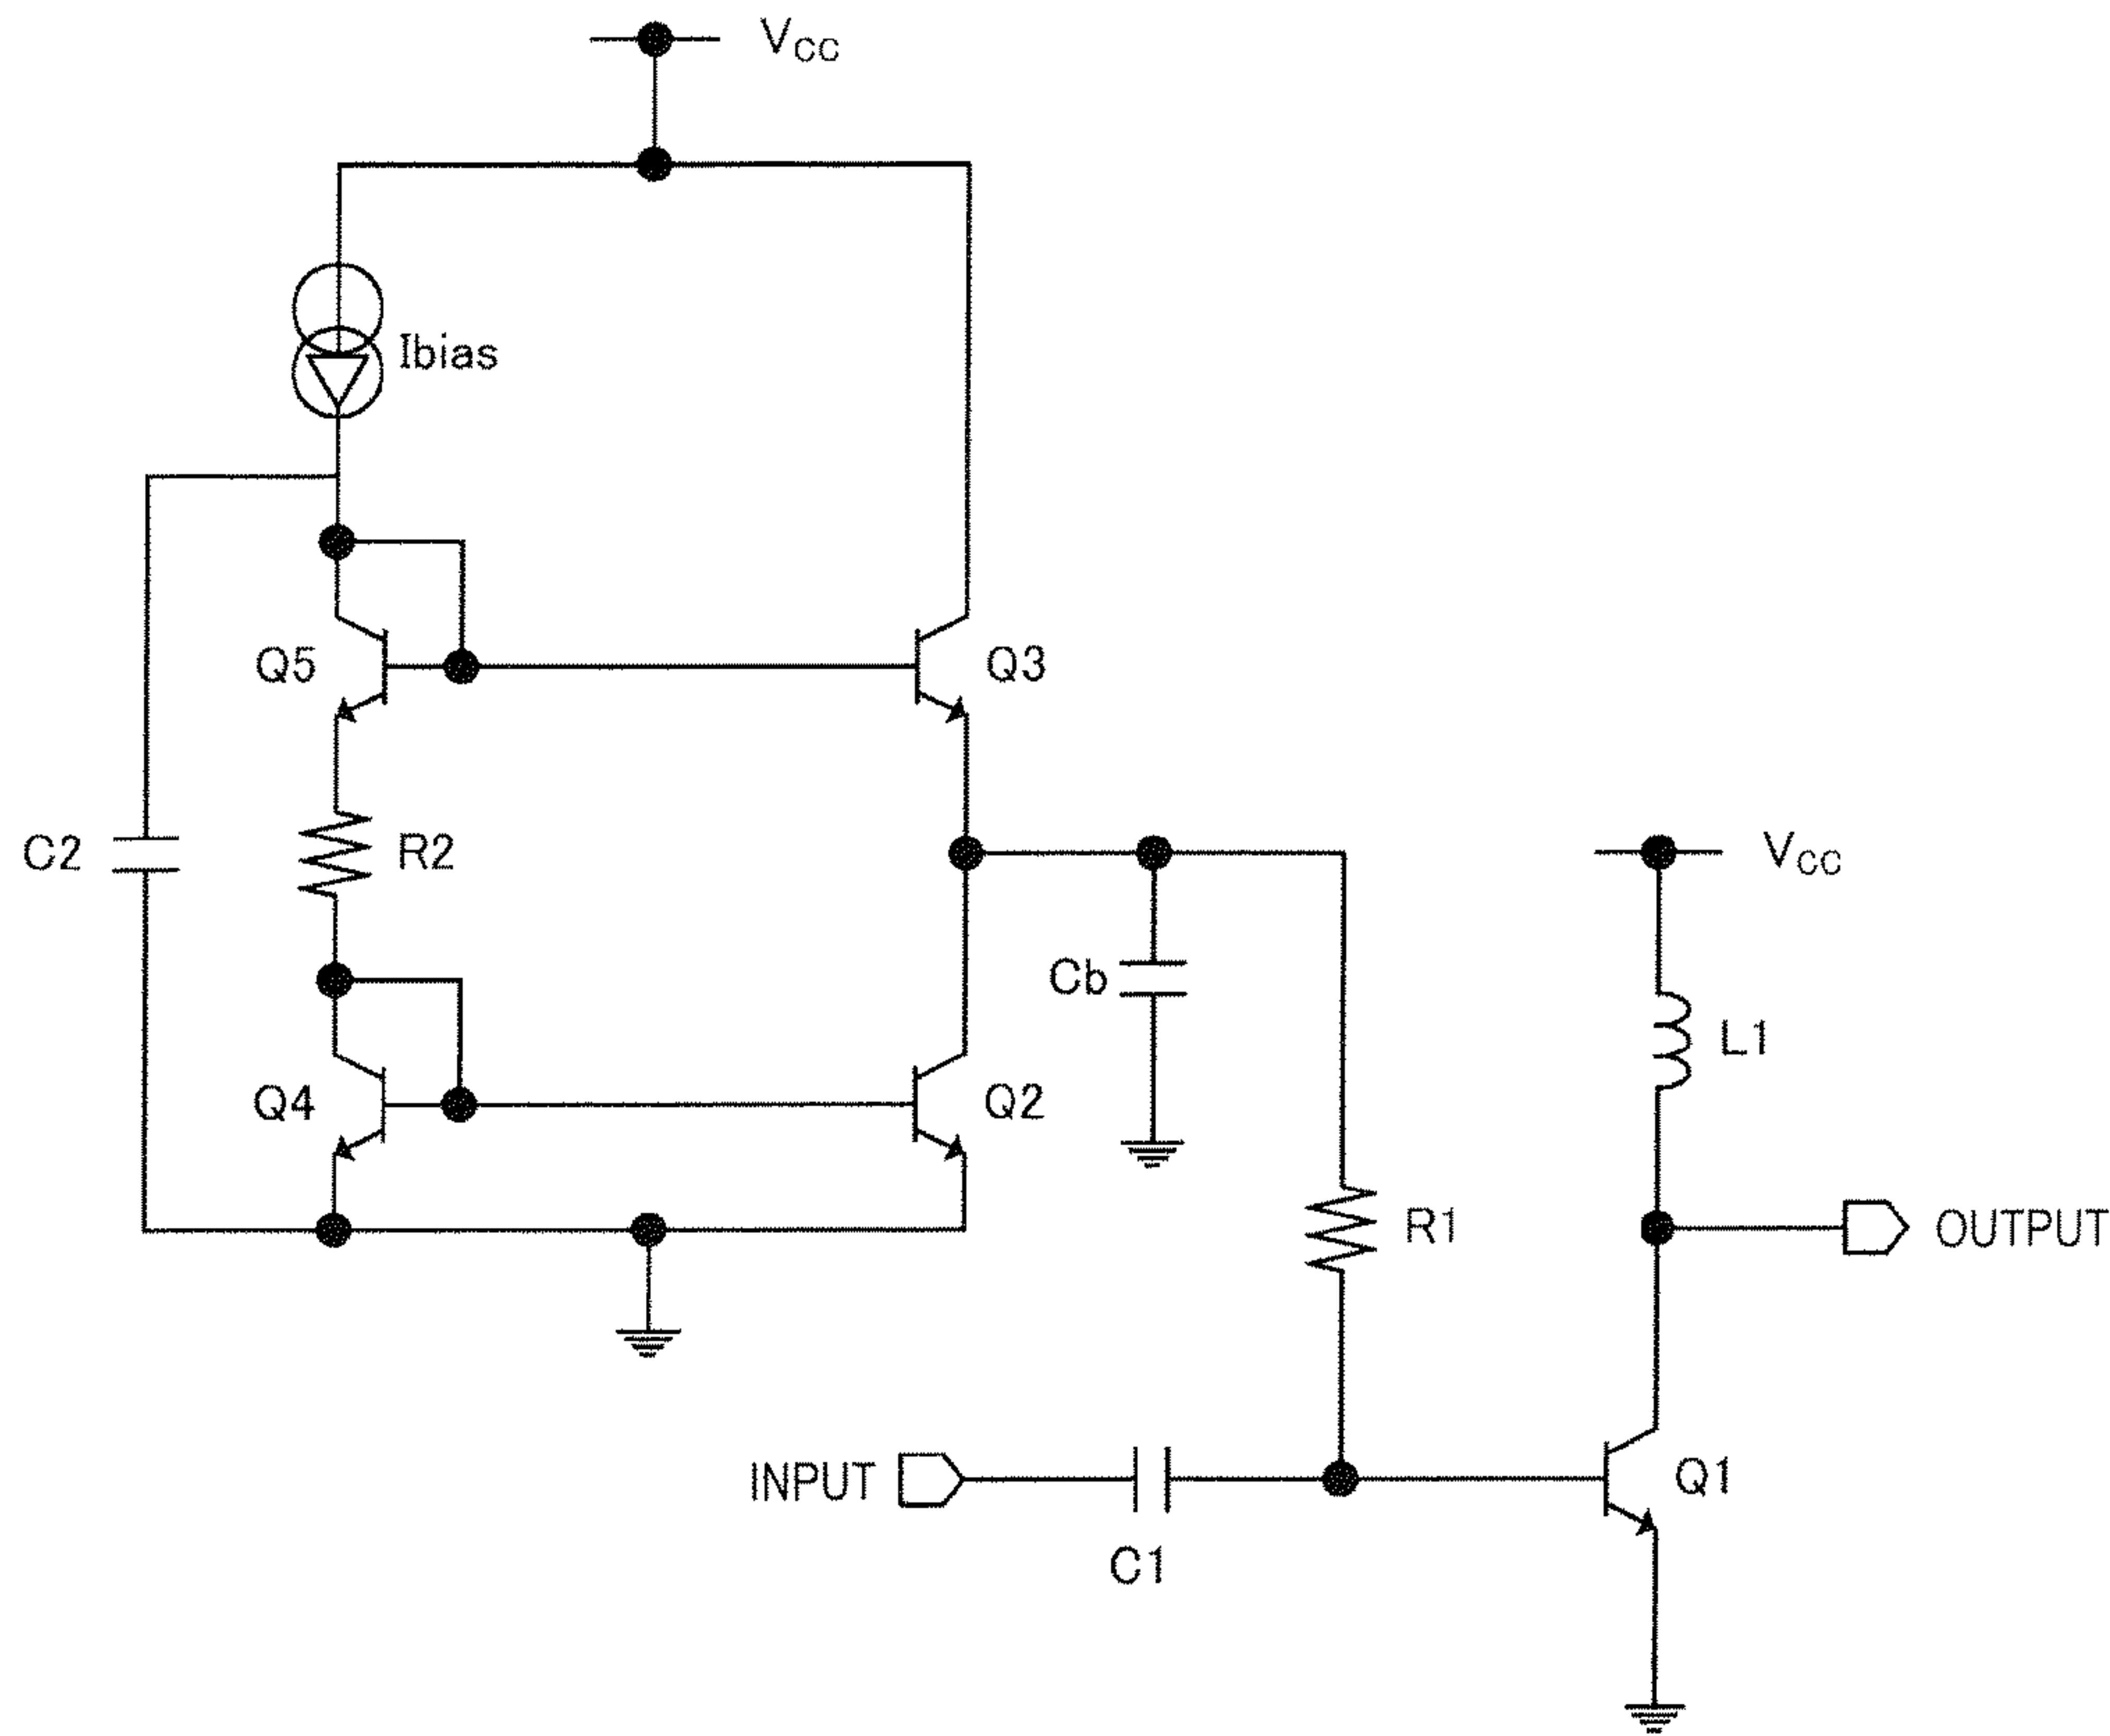 VCC
Ibias
Q5
Q3
C2
R2
VCC
Cb
L1
Q4
Q2
R1
OUTPUT
INPUT
Q1
C1